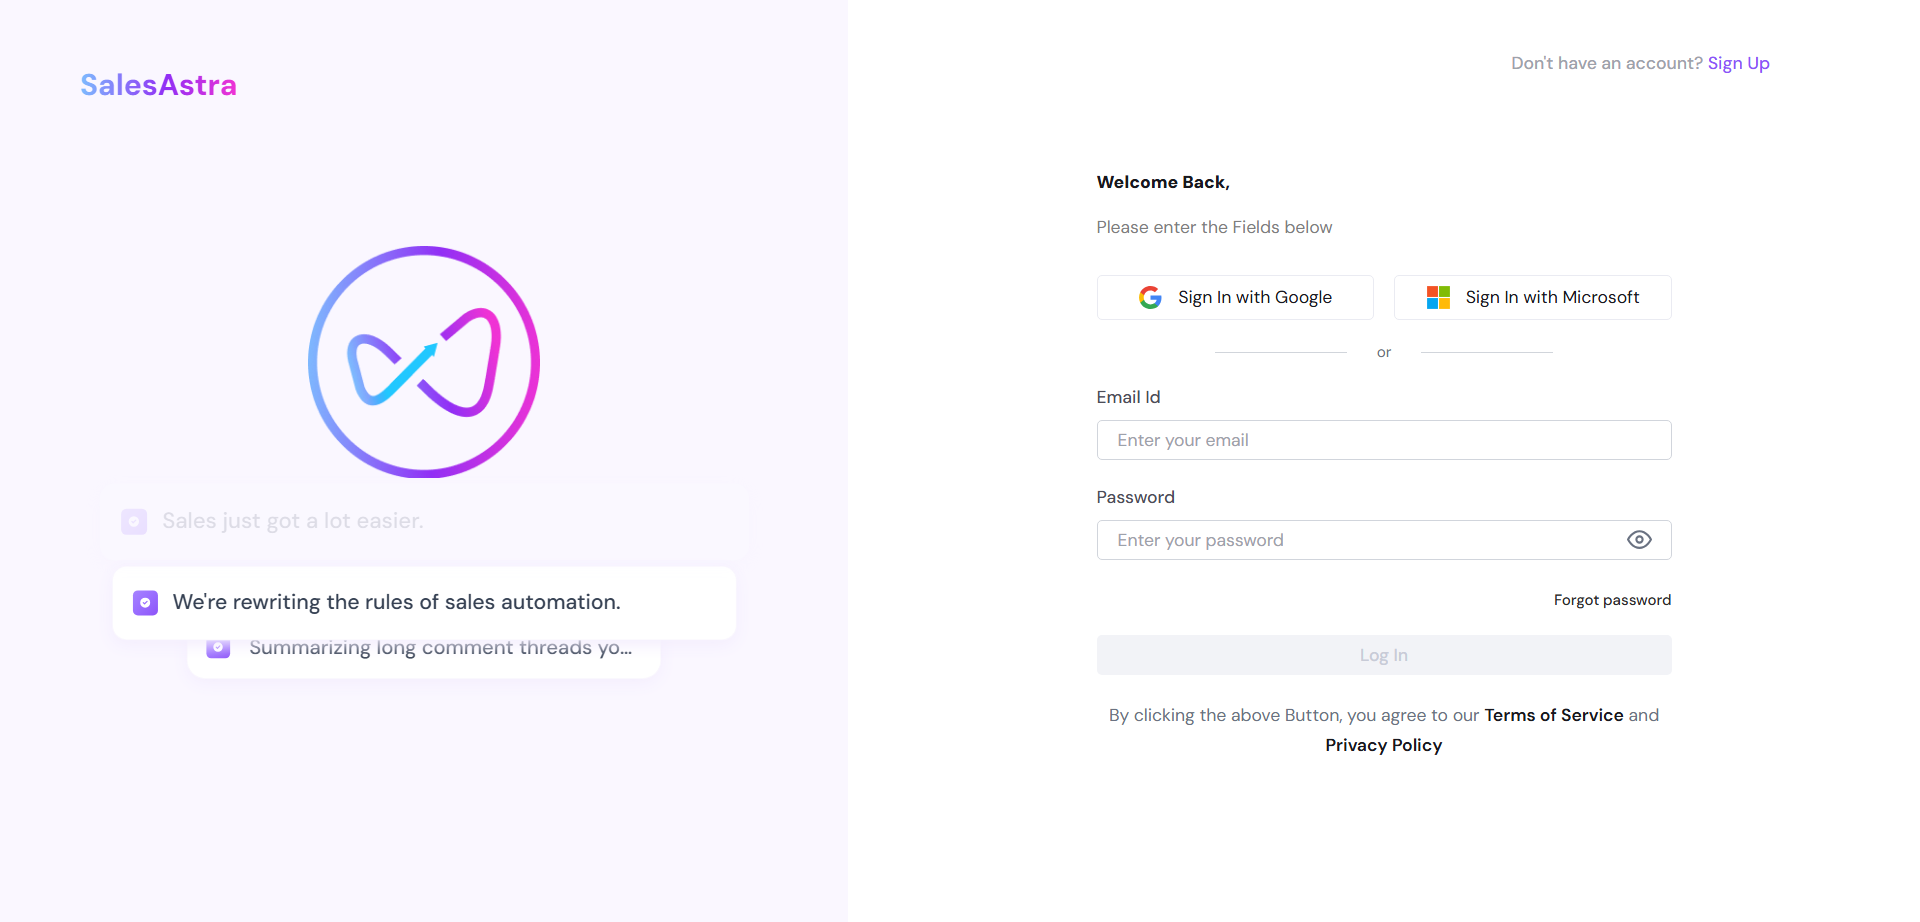 SalesAstra
Sales just got a lot easier.
We're rewriting the rules of sales automation.
Summarizing long comment threads yo...
Don't have an account? Sign Up
Welcome Back,
Please enter the Fields below
Sign In with Google
Sign In with Microsoft
or
Email Id
Enter your email
Password
Enter your password
Forgot password
Log In
By clicking the above Button, you agree to our Terms of Service and
Privacy Policy